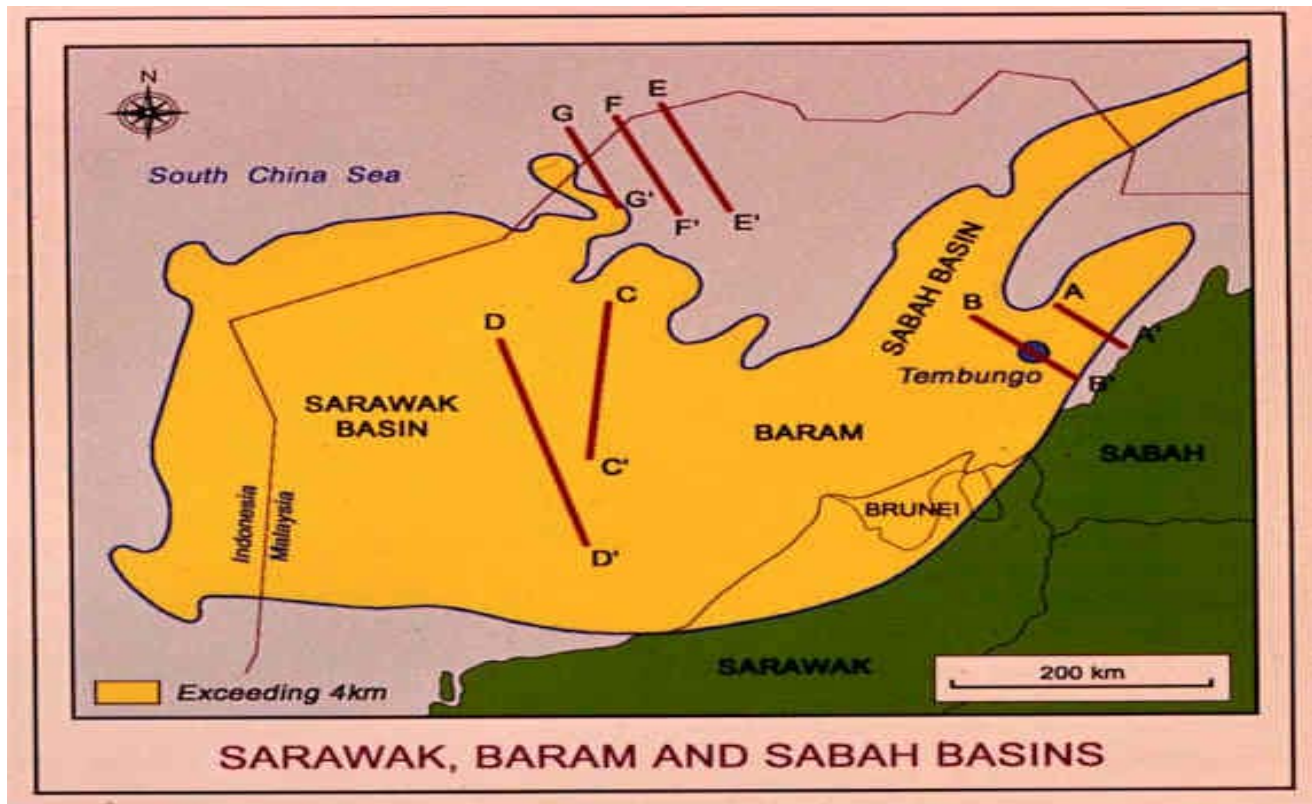 N
South China Sea
G
F
E
G'
F'
E'
C
D
B
A
SABAH BASIN
A'
Tembungo
B'
SARAWAK
BASIN
BARAM
SABAH
C'
BRUNEI
Indonesia
Malaysia
D'
SARAWAK
200 km
Exceeding 4km
SARAWAK, BARAM AND SABAH BASINS